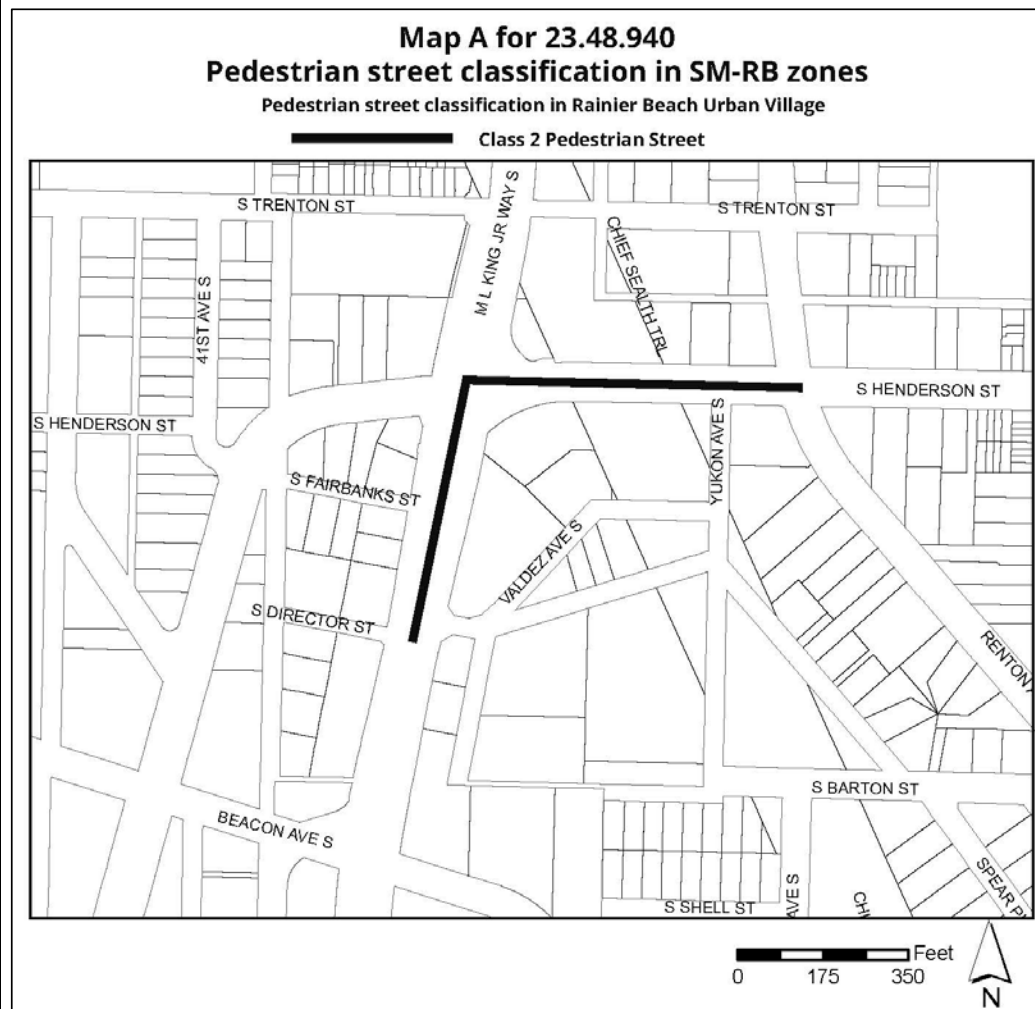 Map A for 23.48.940
Pedestrian street classification in SM-RB zones
Pedestrian street classification in Rainier Beach Urban Village
Class 2 Pedestrian Street
S TRENTON ST
S TRENTON ST
M L KING JR WAY S
CHIEF SEALTH TRL
41ST AVE S
S HENDERSON ST
S HENDERSON ST
YUKON AVE S
S FAIRBANKS ST
VALDEZ AVE S
S DIRECTOR ST
RENTON
S BARTON ST
BEACON AVE S
SPEAR P
S SHELL ST
AVE S
CH
Feet
0 175 350
N